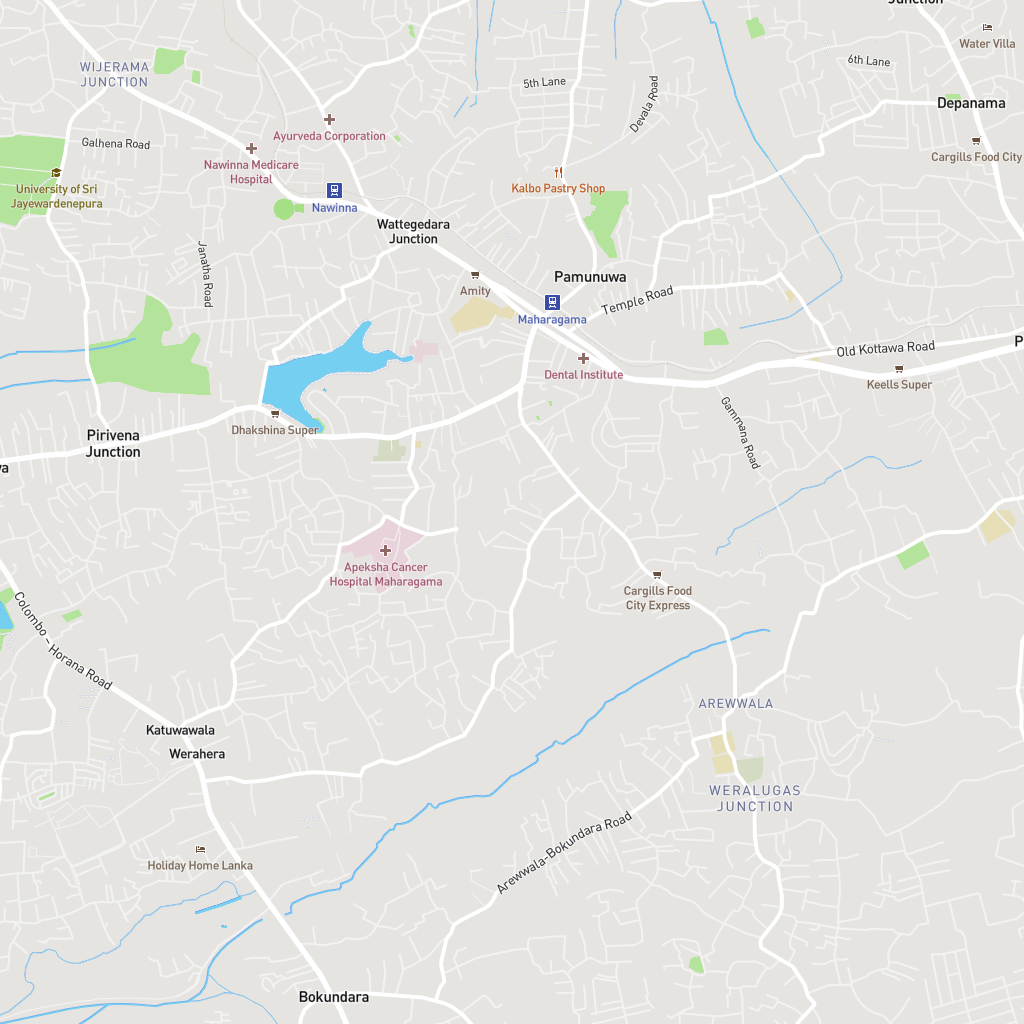 Junction
Water Villa
WIJERAMA
JUNCTION
6th Lane
5th Lane
Devala Road
Depanama
Ayurveda Corporation
Galhena Road
Cargills Food City
Nawinna Medicare
Hospital
University of Sri
Jayewardenepura
Kalbo Pastry Shop
Nawinna
Wattegedara
Junction
Janatha Road
Pamunuwa
Amity
Temple Road
Maharagama
P
Old Kottawa Road
Dental Institute
Keells Super
Gammana Road
Dhakshina Super
Pirivena
Junction
va
Apeksha Cancer
Hospital Maharagama
Cargills Food
City Express
Colombo – Horana Road
AREWWALA
Katuwawala
Werahera
WERALUGAS
JUNCTION
Arewwala-Bokundara Road
Holiday Home Lanka
Bokundara